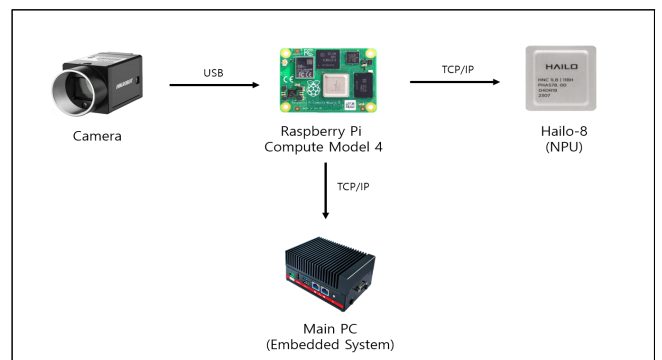 USB
TCP/IP
HAILO
Camera
Raspberry Pi
Compute Model 4
Hailo-8
(NPU)
TCP/IP
Main PC
(Embedded System)